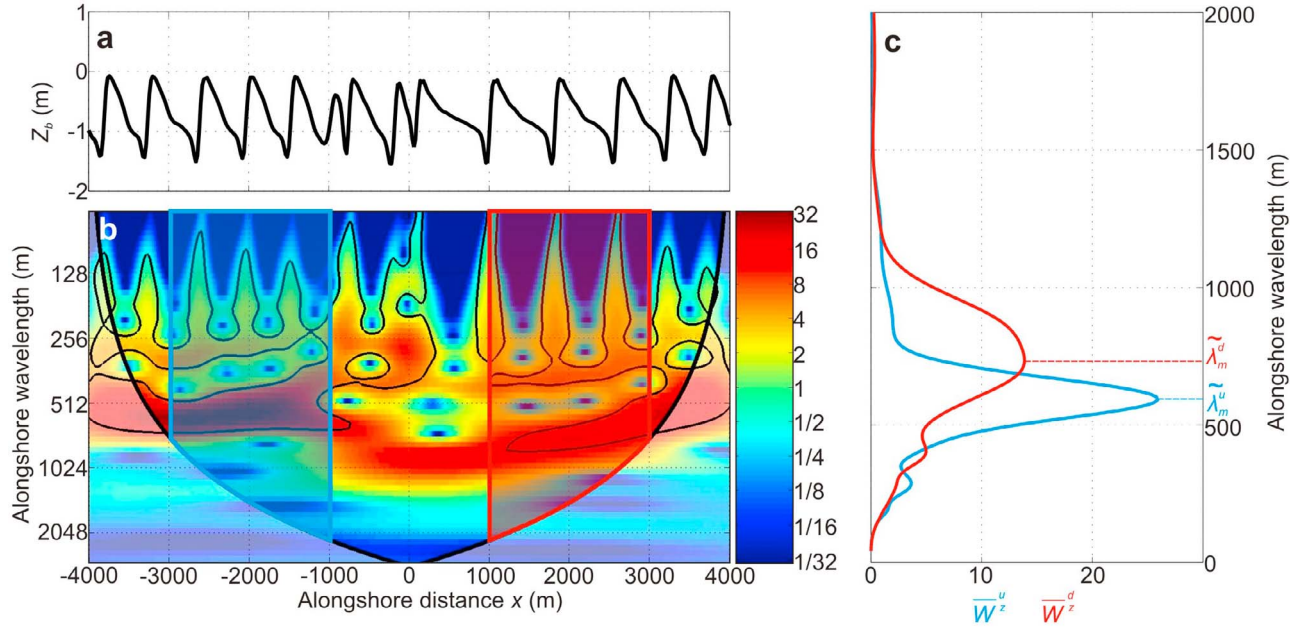 a
1
0
-1
-2
Z_b (m)
b
128
256
512
1024
2048
Alongshore wavelength (m)
-4000 -3000 -2000 -1000 0 1000 2000 3000 4000
Alongshore distance x (m)
32
16
8
4
2
1
1/2
1/4
1/8
1/16
1/32
c
2000
1500
1000
500
0
Alongshore wavelength (m)
λ̃_m^d
λ̃_m^u
0 10 20
W̅_z^u W̅_z^d